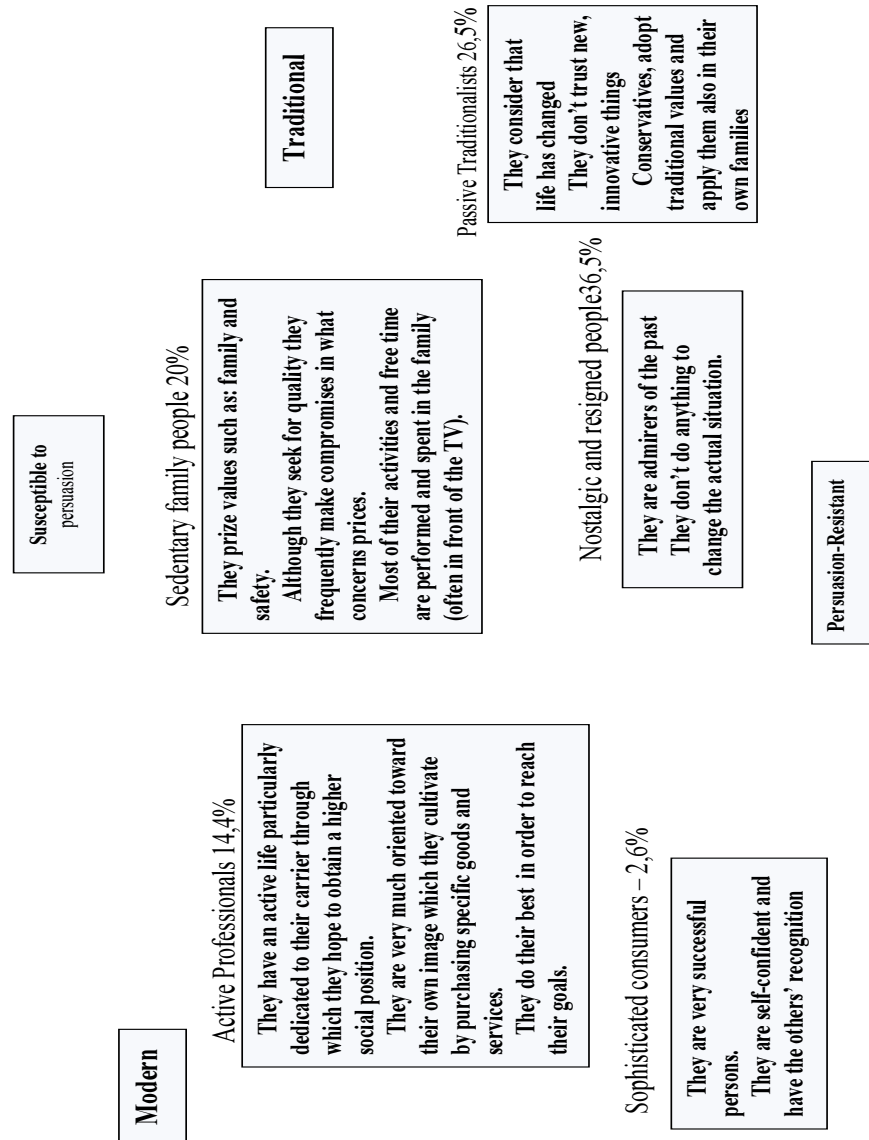 Susceptible to
persuasion
Modern
Traditional
Active Professionals 14,4%
They have an active life particularly
dedicated to their carrier through
which they hope to obtain a higher
social position.
They are very much oriented toward
their own image which they cultivate
by purchasing specific goods and
services.
They do their best in order to reach
their goals.
Sedentary family people 20%
They prize values such as: family and
safety.
Although they seek for quality they
frequently make compromises in what
concerns prices.
Most of their activities and free time
are performed and spent in the family
(often in front of the TV).
Passive Traditionalists 26,5%
They consider that
life has changed
They don't trust new,
innovative things
Conservatives, adopt
traditional values and
apply them also in their
own families
Sophisticated consumers – 2,6%
They are very successful
persons.
They are self-confident and
have the others' recognition
Nostalgic and resigned people36,5%
They are admirers of the past
They don't do anything to
change the actual situation.
Persuasion-Resistant